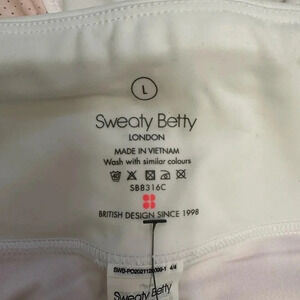 L
Sweaty Betty
LONDON
MADE IN VIETNAM
Wash with similar colours
SB8316C
BRITISH DESIGN SINCE 1998
Sweaty Betty